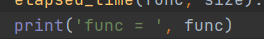 elapsed_time(func, size).
print('func = ', func)